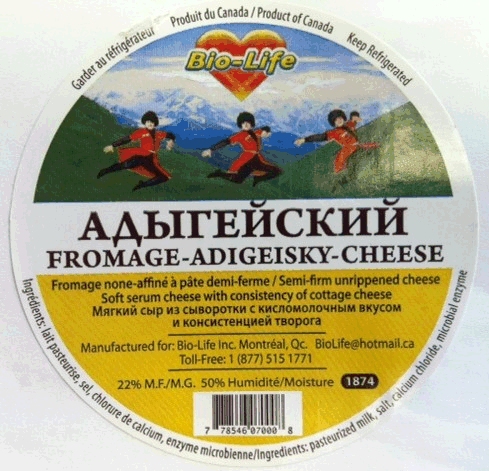 Garder au réfrigérateur
Produit du Canada / Product of Canada
Keep Refrigerated
Bio-Life
АДЫГЕЙСКИЙ
FROMAGE-ADIGEISKY-CHEESE
Fromage none-affiné à pâte demi-ferme / Semi-firm unrippened cheese
Soft serum cheese with consistency of cottage cheese
Мягкий сыр из сыворотки с кисломолочным вкусом
и консистенцией творога
Manufactured for: Bio-Life Inc. Montréal, Qc. BioLife@hotmail.ca
Toll-Free: 1 (877) 515 1771
22% M.F./M.G. 50% Humidité/Moisture 1874
7 78546 07000 8
Ingrédients: lait pasteurise, sel, chlorure de calcium, enzyme microbienne/Ingredients: pasteurized milk, salt, calcium chloride, microbial enzyme